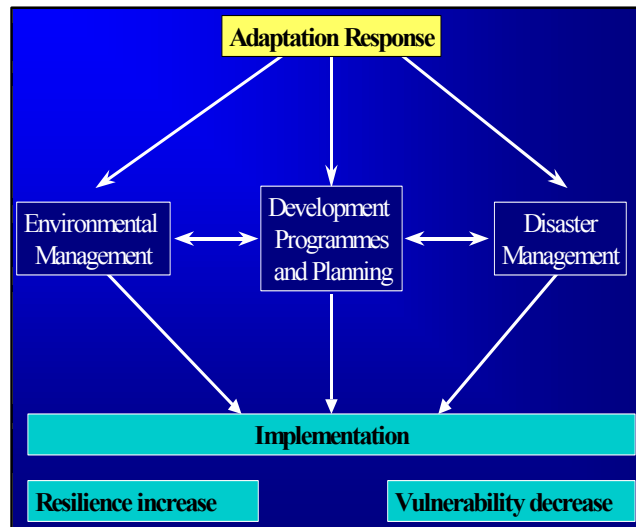 Adaptation Response
Environmental
Management
Development
Programmes
and Planning
Disaster
Management
Implementation
Resilience increase
Vulnerability decrease